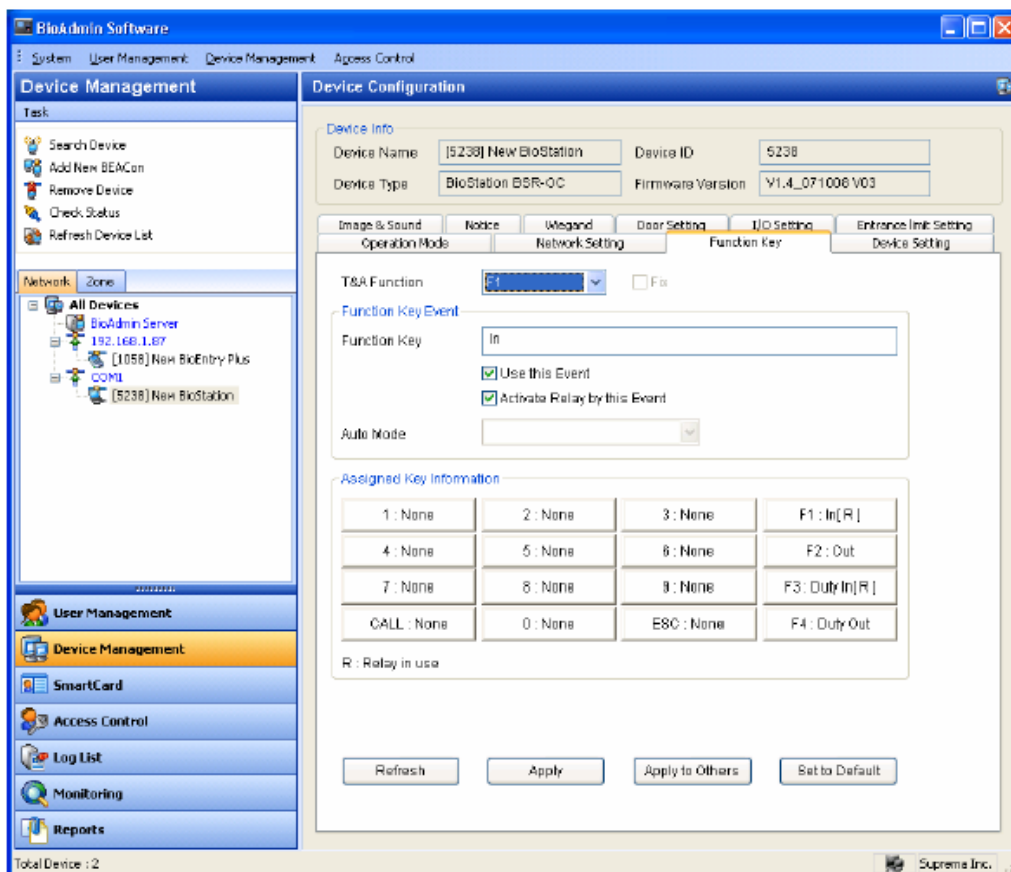 BioAdmin Software
System User Management Device Management Access Control
Device Management
Task
Search Device
Add New BEACon
Remove Device
Check Status
Refresh Device List
Network Zone
All Devices
BioAdmin Server
192.168.1.87
[1058] New BioEntry Plus
COM1
[5238] New BioStation
User Management
Device Management
SmartCard
Access Control
Log List
Monitoring
Reports
Device Configuration
Device Info
Device Name [5238] New BioStation Device ID 5238
Device Type BioStation BSR-OC Firmware Version V1.4_071008 V03
Image & Sound Notice Wiegand Door Setting I/O Setting Entrance limit Setting
Operation Mode Network Setting Function Key Device Setting
T&A Function F1 Fix
Function Key Event
Function Key In
Use this Event
Activate Relay by this Event
Auto Mode
Assigned Key Information
1 : None 2 : None 3 : None F1 : In[ R ]
4 : None 5 : None 6 : None F2 : Out
7 : None 8 : None 9 : None F3 : Duty In[ R ]
CALL : None 0 : None ESC : None F4 : Duty Out
R : Relay in use
Refresh Apply Apply to Others Set to Default
Total Device : 2 Suprema Inc.